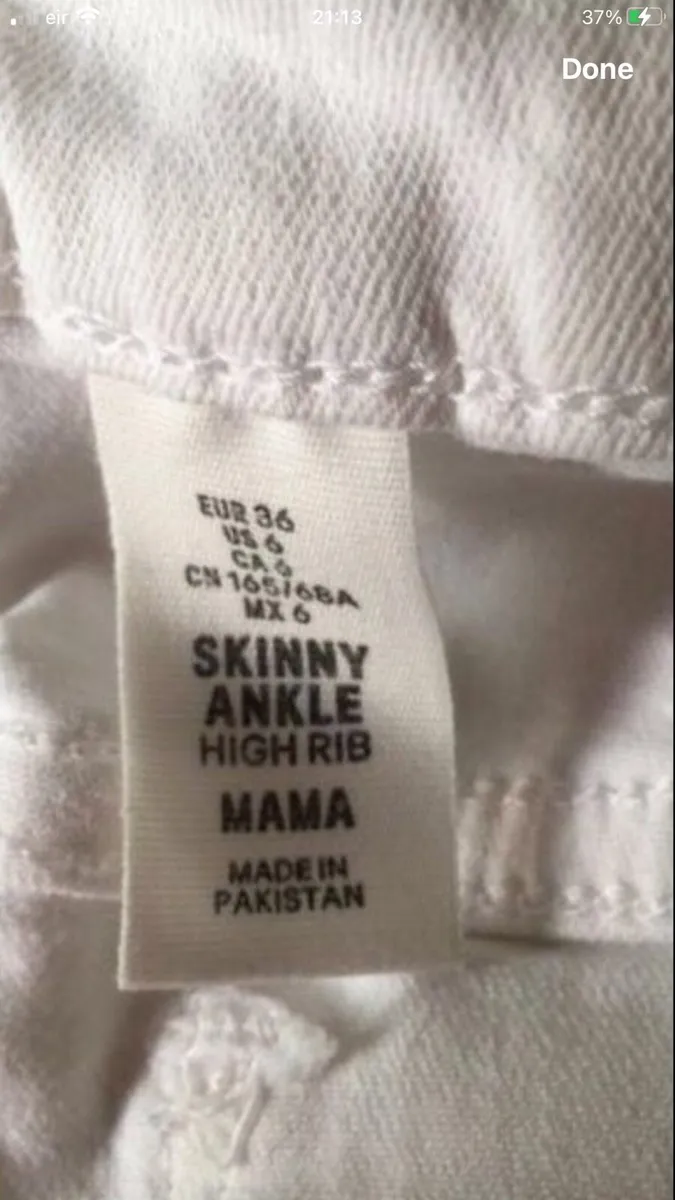 eir 21:13 37%
Done
EUR 36
US 6
CA 6
CN 165/68A
MX 6
SKINNY
ANKLE
HIGH RIB
MAMA
MADE IN
PAKISTAN